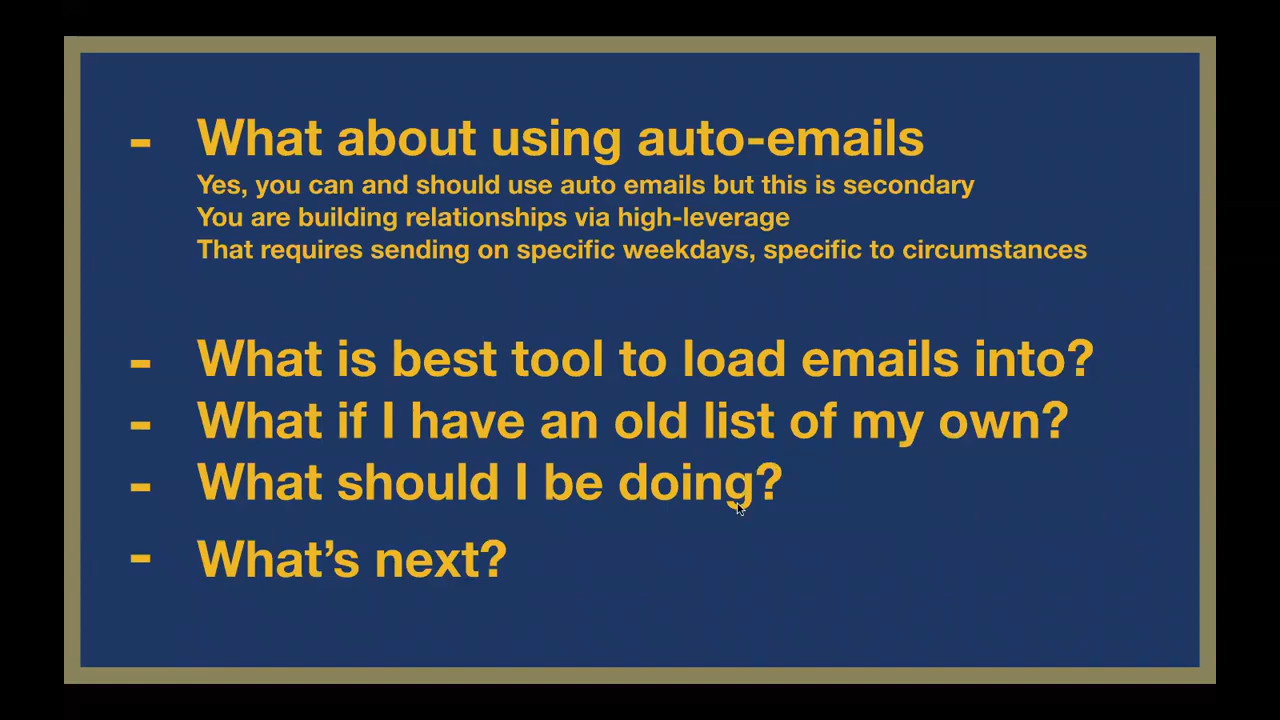 - What about using auto-emails
Yes, you can and should use auto emails but this is secondary
You are building relationships via high-leverage
That requires sending on specific weekdays, specific to circumstances
- What is best tool to load emails into?
- What if I have an old list of my own?
- What should I be doing?
- What’s next?